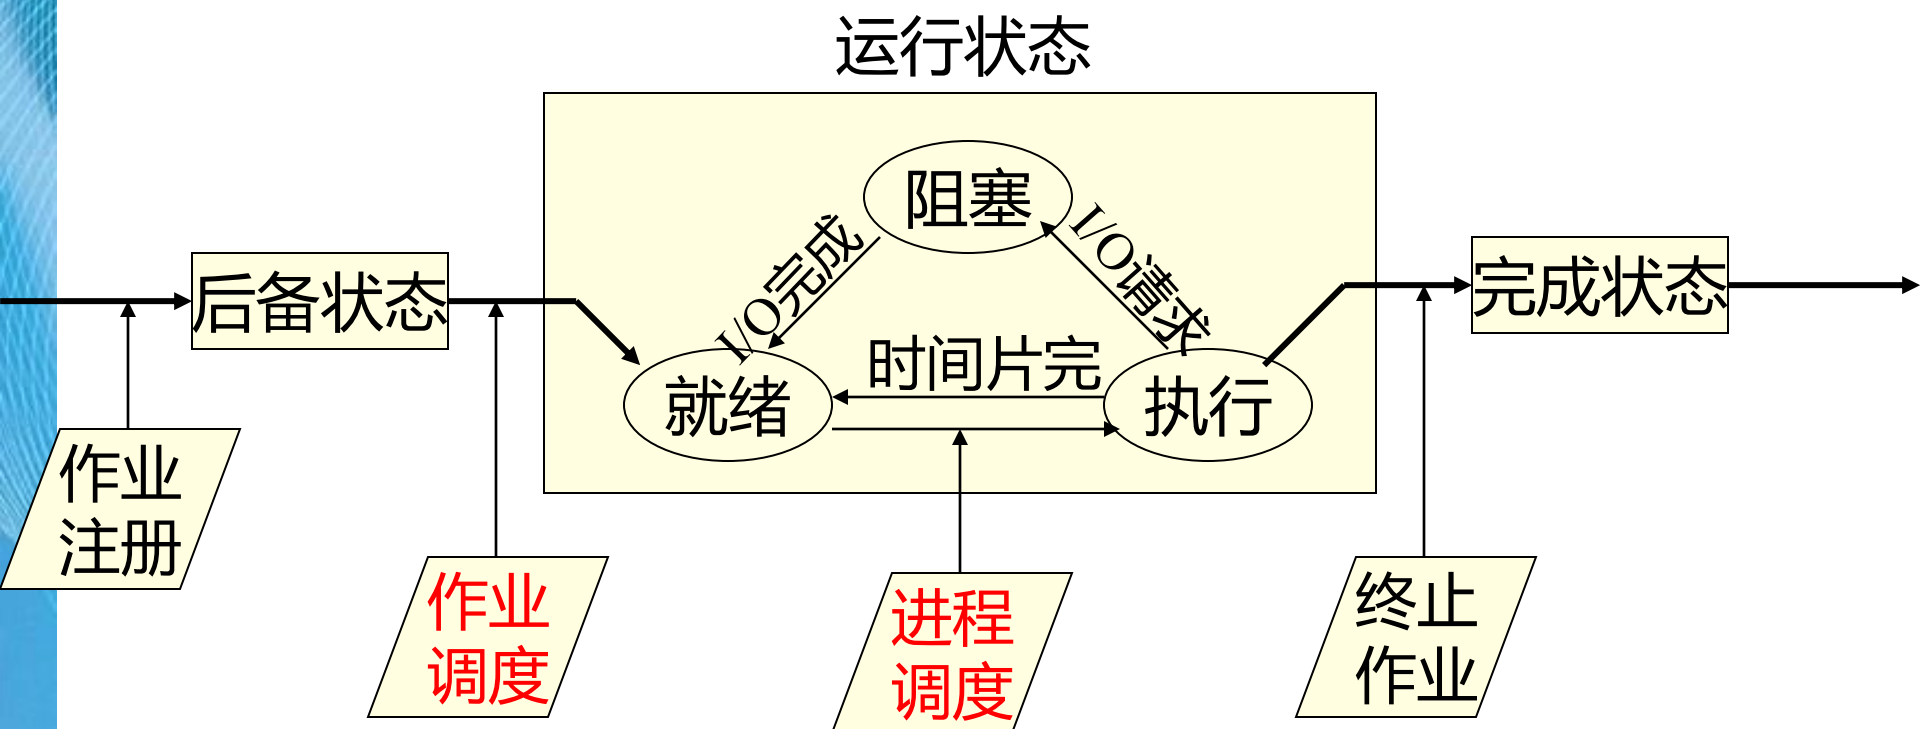 运行状态
阻塞
I/O完成
I/O请求
后备状态
完成状态
时间片完
就绪
执行
作业
注册
作业
调度
进程
调度
终止
作业